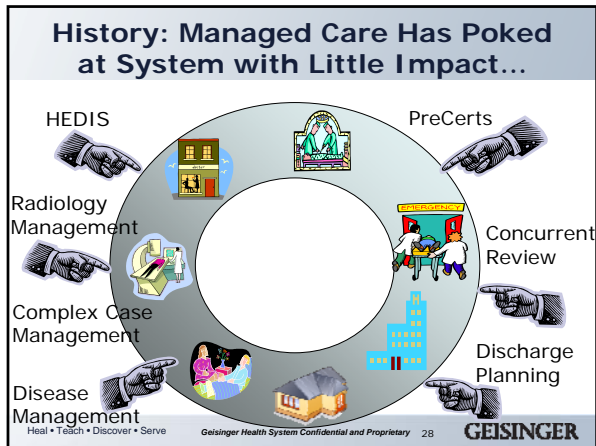 History: Managed Care Has Poked
at System with Little Impact...
HEDIS
PreCerts
EMERGENCY
Radiology
Management
Concurrent
Review
H
Complex Case
Management
Discharge
Planning
Disease
Management
Heal • Teach • Discover • Serve
Geisinger Health System Confidential and Proprietary
28
GEISINGER